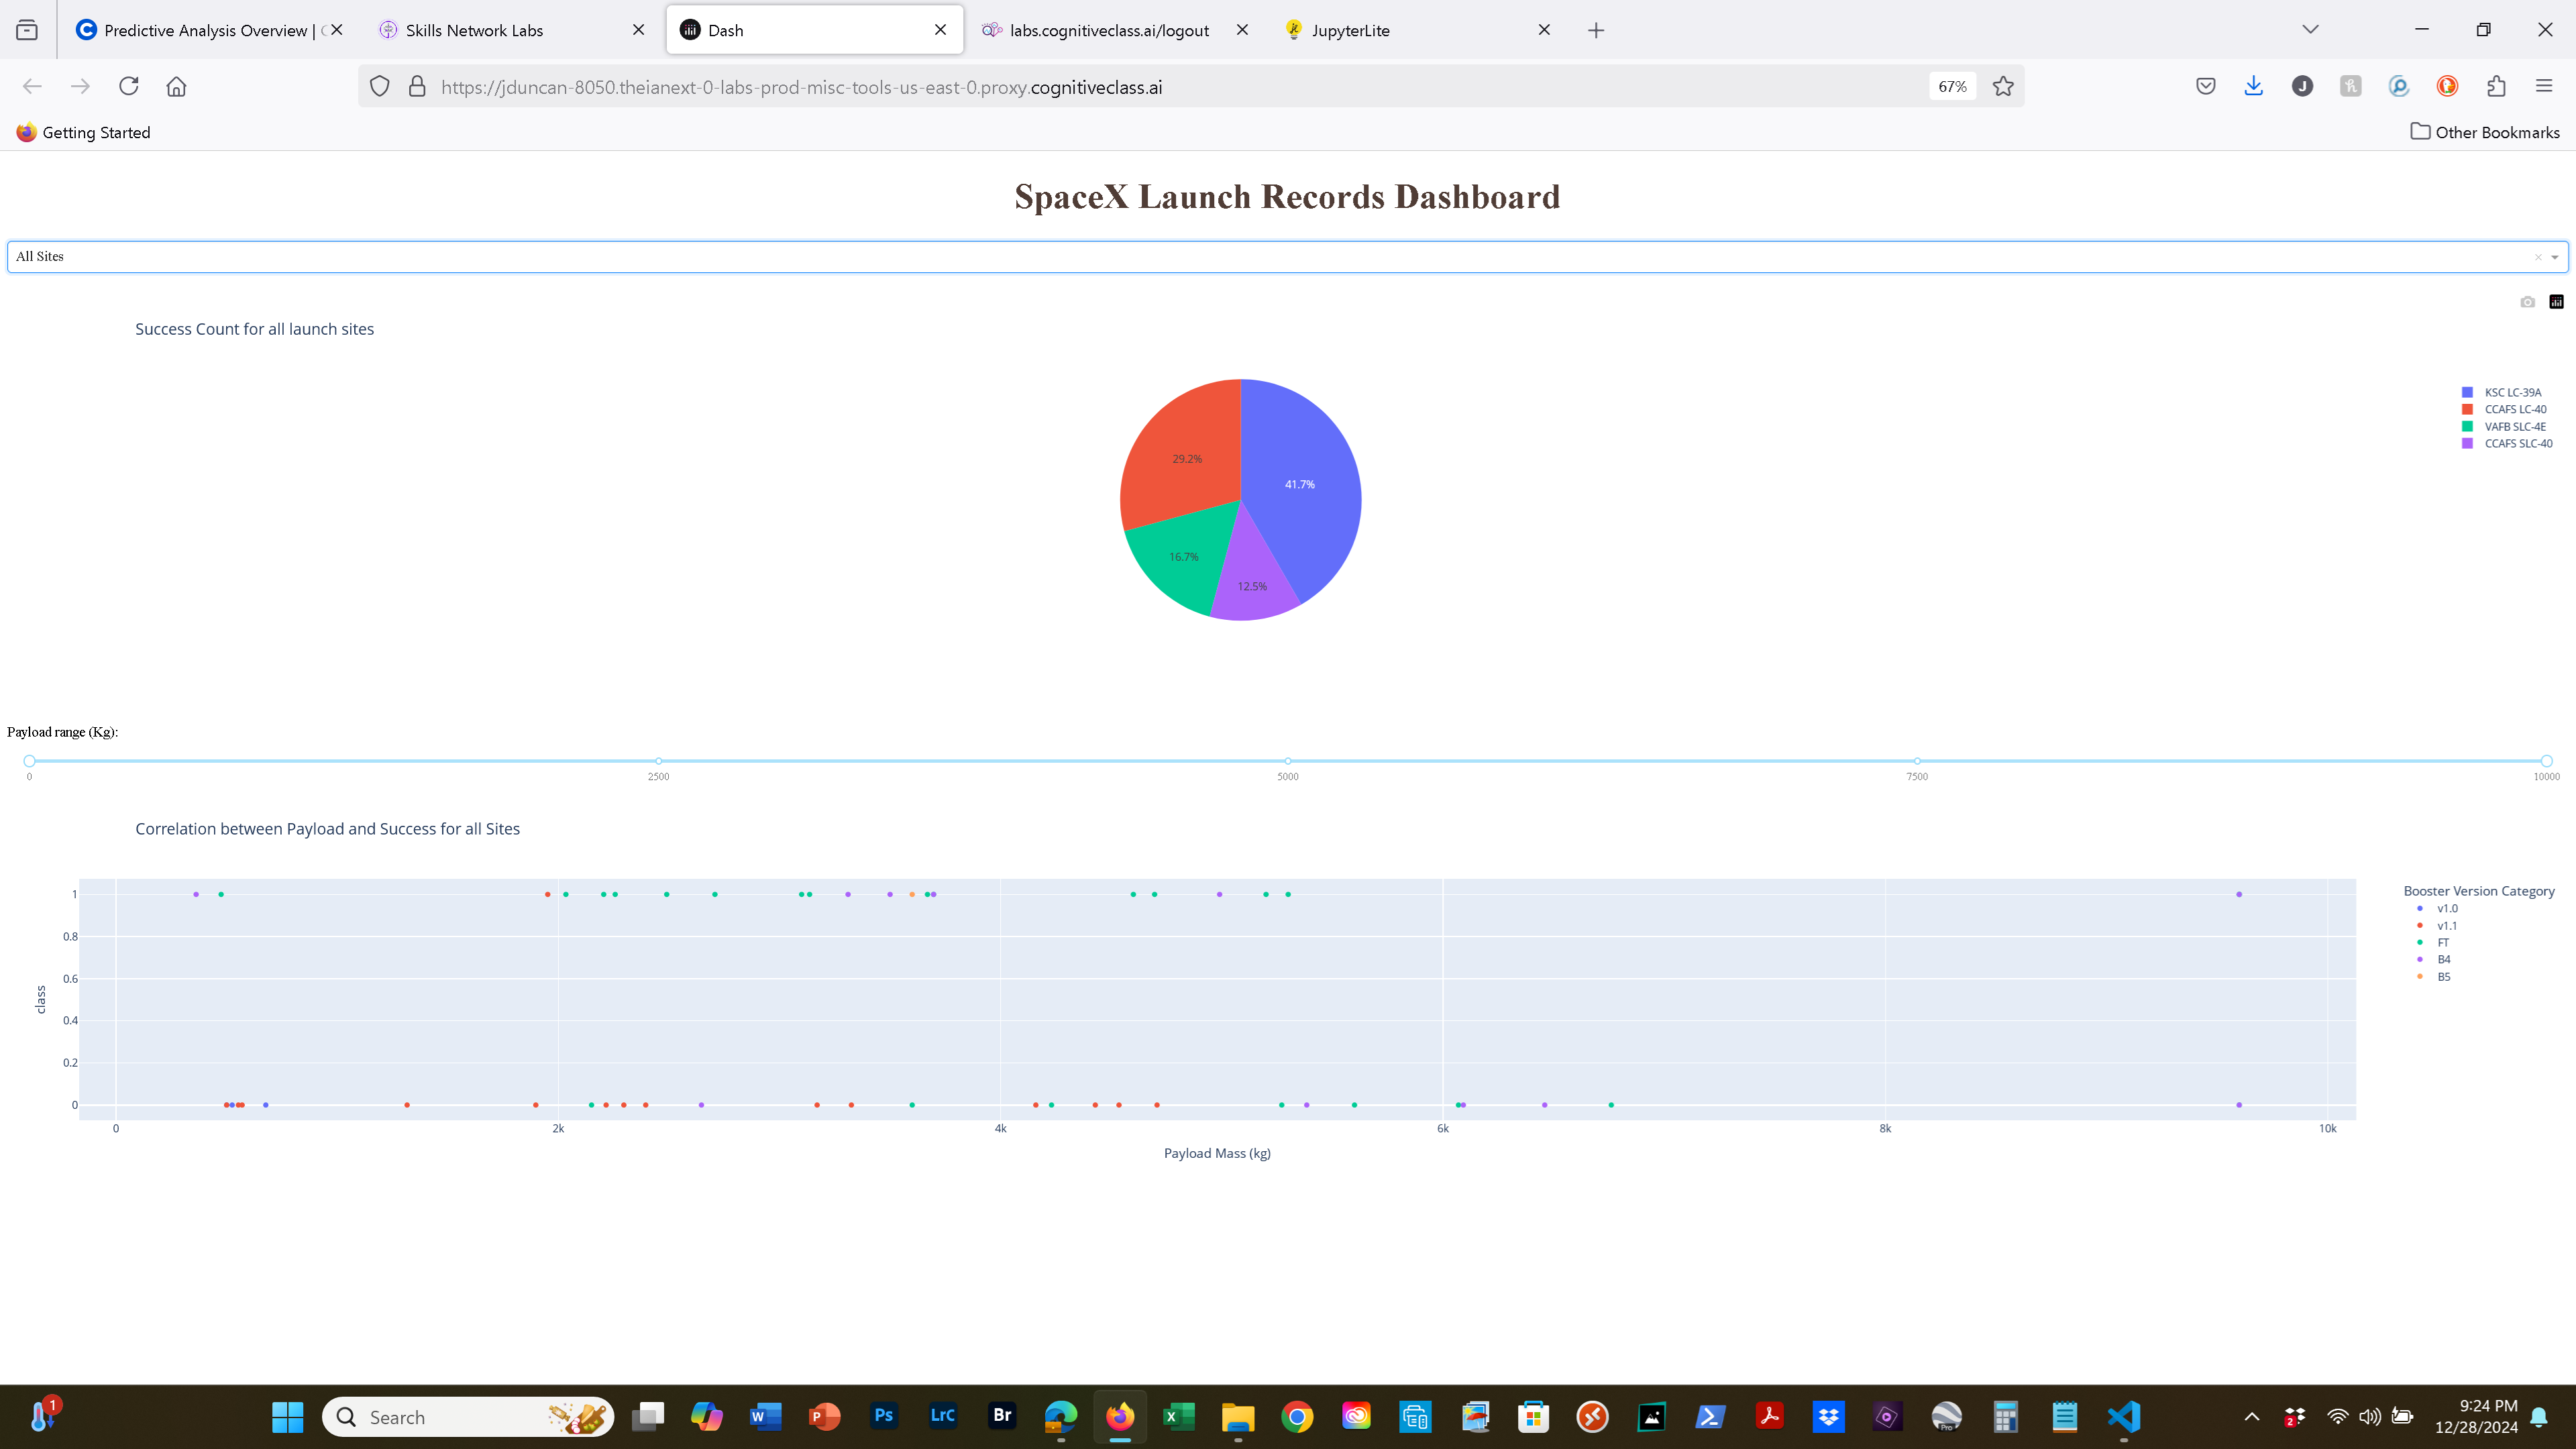 Predictive Analysis Overview |
Skills Network Labs
Dash
labs.cognitiveclass.ai/logout
JupyterLite
https://jduncan-8050.theianext-0-labs-prod-misc-tools-us-east-0.proxy.cognitiveclass.ai
67%
J
Getting Started
Other Bookmarks
SpaceX Launch Records Dashboard
All Sites
Success Count for all launch sites
KSC LC-39A
CCAFS LC-40
VAFB SLC-4E
CCAFS SLC-40
29.2%
41.7%
16.7%
12.5%
Payload range (Kg):
0 2500 5000 7500 10000
Correlation between Payload and Success for all Sites
Booster Version Category
v1.0
v1.1
FT
B4
B5
1
0.8
0.6
0.4
0.2
0
class
0 2k 4k 6k 8k 10k
Payload Mass (kg)
1
Search
W
P
Ps
LrC
Br
X
Pro
2
9:24 PM
12/28/2024